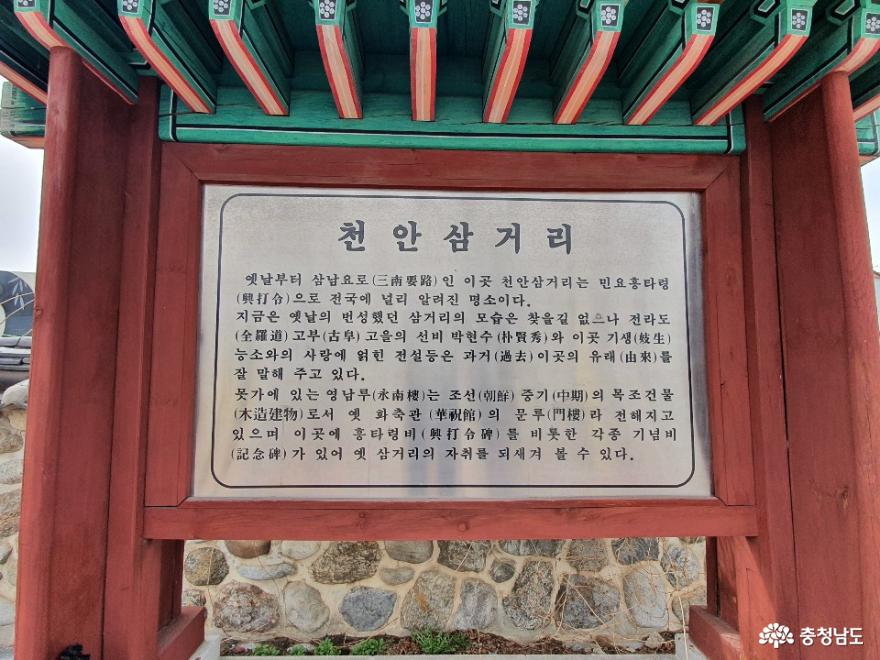 천안삼거리
옛날부터 삼남요로(三南要路)인 이곳 천안삼거리는 민요흥타령
(興打令)으로 전국에 널리 알려진 명소이다.
지금은 옛날의 번성했던 삼거리의 모습은 찾을길 없으나 전라도
(全羅道)고부(古阜)고을의 선비 박현수(朴賢秀)와 이곳 기생(妓生)
능소와의 사랑에 얽힌 전설등은 과거(過去)이곳의 유래(由來)를
잘 말해 주고 있다.
못가에 있는 영남루(永南樓)는 조선(朝鮮) 중기(中期)의 목조건물
(木造建物)로서 옛 화축관(華祝館)의 문루(門樓)라 전해지고
있으며 이곳에 흥타령비(興打令碑)를 비롯한 각종 기념비
(記念碑)가 있어 옛 삼거리의 자취를 되새겨 볼 수 있다.
충청남도